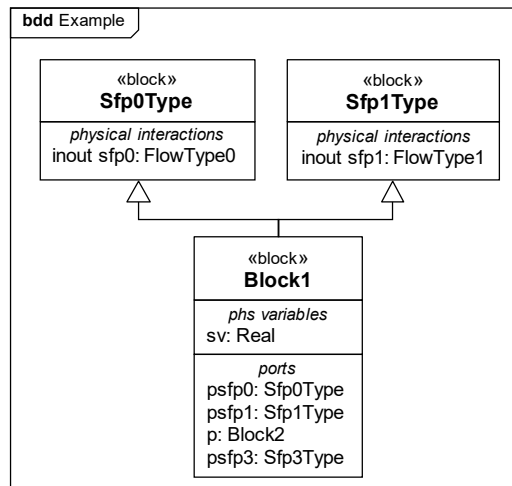 bdd Example
«block»
Sfp0Type
physical interactions
inout sfp0: FlowType0
«block»
Sfp1Type
physical interactions
inout sfp1: FlowType1
«block»
Block1
phs variables
sv: Real
ports
psfp0: Sfp0Type
psfp1: Sfp1Type
p: Block2
psfp3: Sfp3Type